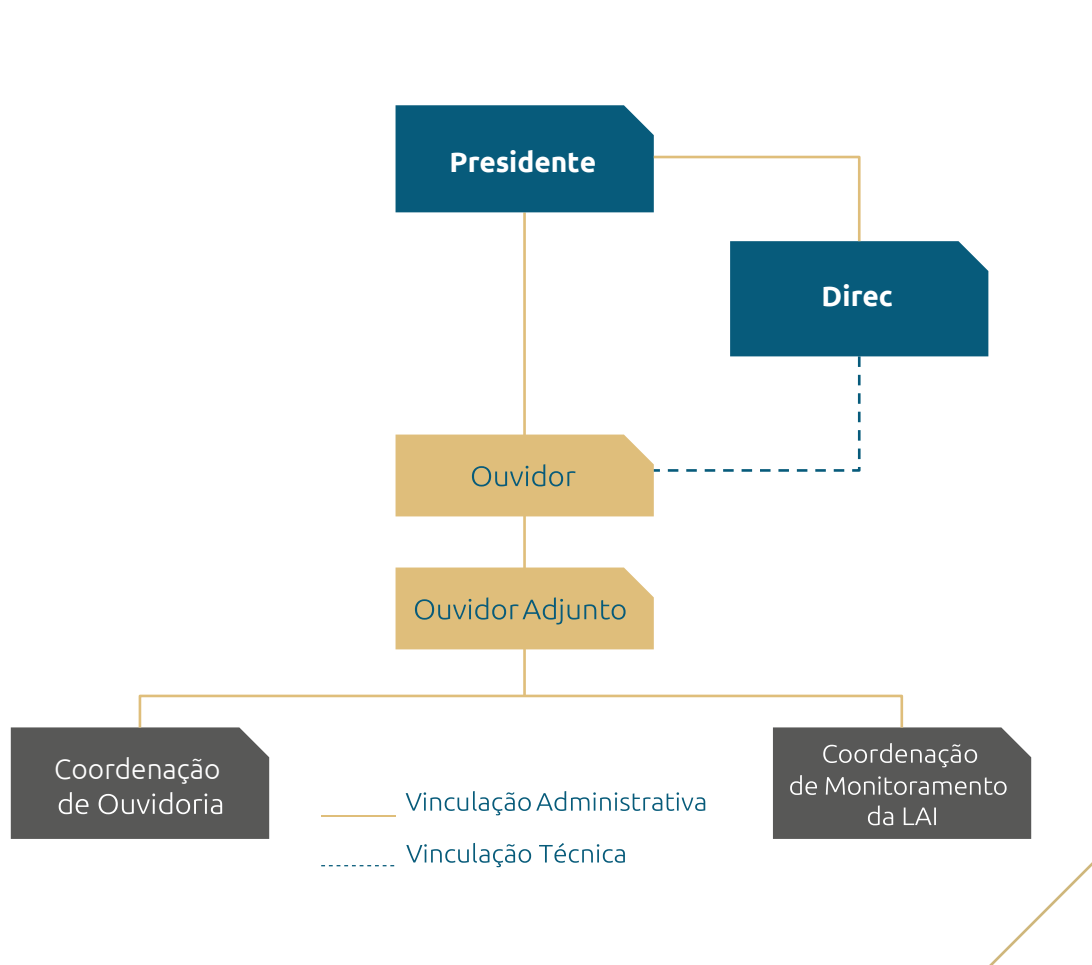 Presidente
Direc
Ouvidor
Ouvidor Adjunto
Coordenação
de Ouvidoria
Coordenação
de Monitoramento
da LAI
Vinculação Administrativa
Vinculação Técnica